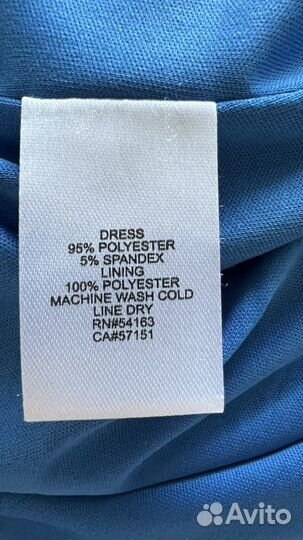 DRESS
95% POLYESTER
5% SPANDEX
LINING
100% POLYESTER
MACHINE WASH COLD
LINE DRY
RN#54163
CA#57151
Avito